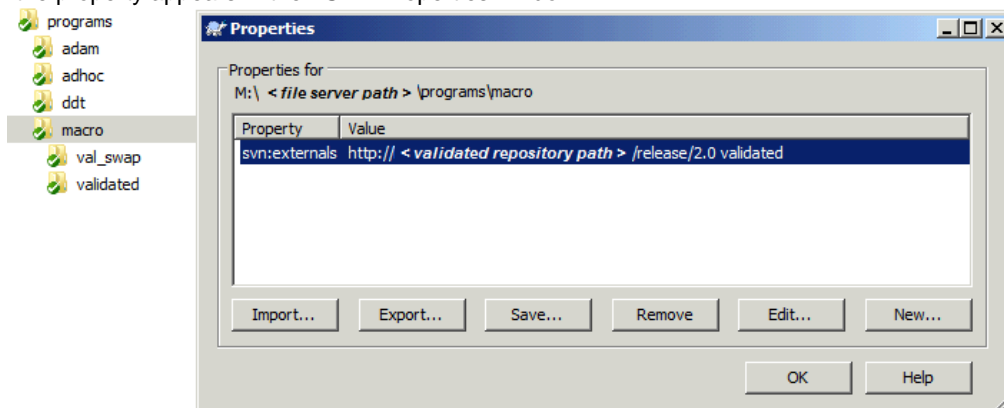 programs
adam
adhoc
ddt
macro
val_swap
validated
Properties
Properties for
M:\ < file server path > \programs\macro
Property Value
svn:externals http:// < validated repository path > /release/2.0 validated
Import... Export... Save... Remove Edit... New...
OK Help